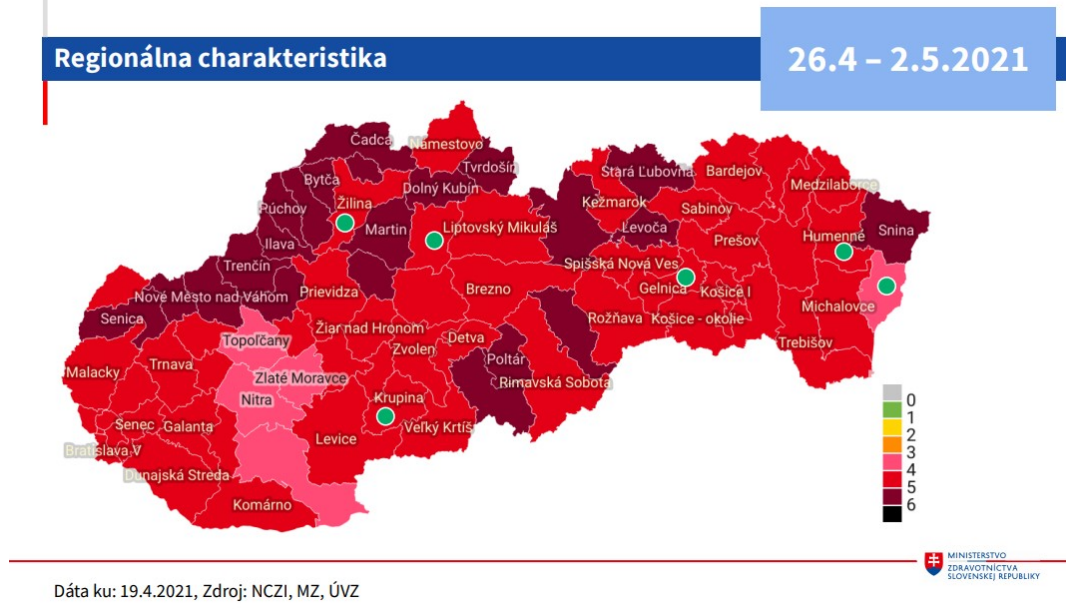 Regionálna charakteristika
26.4 – 2.5.2021
Čadca
Námestovo
Tvrdošín
Bytča
Dolný Kubín
Stará Ľubovňa
Bardejov
Medzilaborce
Púchov
Žilina
Kežmarok
Sabinov
Martin
Liptovský Mikuláš
Levoča
Snina
Ilava
Prešov
Humenné
Trenčín
Spišská Nová Ves
Nové Mesto nad Váhom
Prievidza
Brezno
Gelnica
Košice I
Senica
Michalovce
Žiar nad Hronom
Rožňava
Košice - okolie
Topoľčany
Detva
Trebišov
Zvolen
Trnava
Poltár
Malacky
Zlaté Moravce
Rimavská Sobota
Nitra
Krupina
Senec
Galanta
Veľký Krtíš
Levice
Bratislava V
Dunajská Streda
Komárno
0
1
2
3
4
5
6
MINISTERSTVO
ZDRAVOTNÍCTVA
SLOVENSKEJ REPUBLIKY
Dáta ku: 19.4.2021, Zdroj: NCZI, MZ, ÚVZ